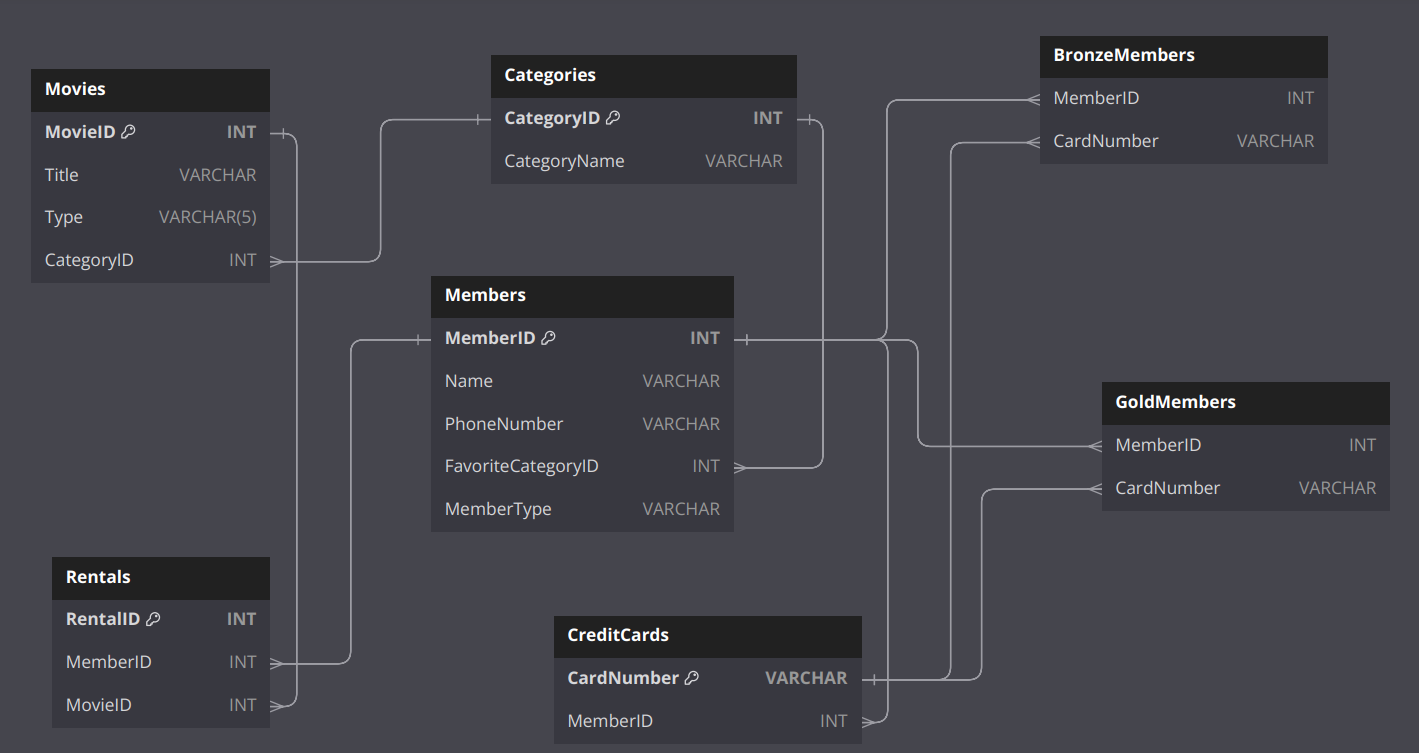 Movies
MovieID INT
Title VARCHAR
Type VARCHAR(5)
CategoryID INT
Categories
CategoryID INT
CategoryName VARCHAR
BronzeMembers
MemberID INT
CardNumber VARCHAR
Members
MemberID INT
Name VARCHAR
PhoneNumber VARCHAR
FavoriteCategoryID INT
MemberType VARCHAR
GoldMembers
MemberID INT
CardNumber VARCHAR
Rentals
RentalID INT
MemberID INT
MovieID INT
CreditCards
CardNumber VARCHAR
MemberID INT